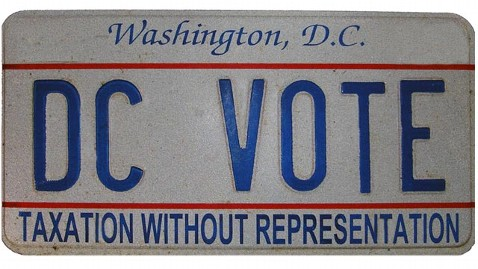 Washington, D.C.
DC VOTE
TAXATION WITHOUT REPRESENTATION